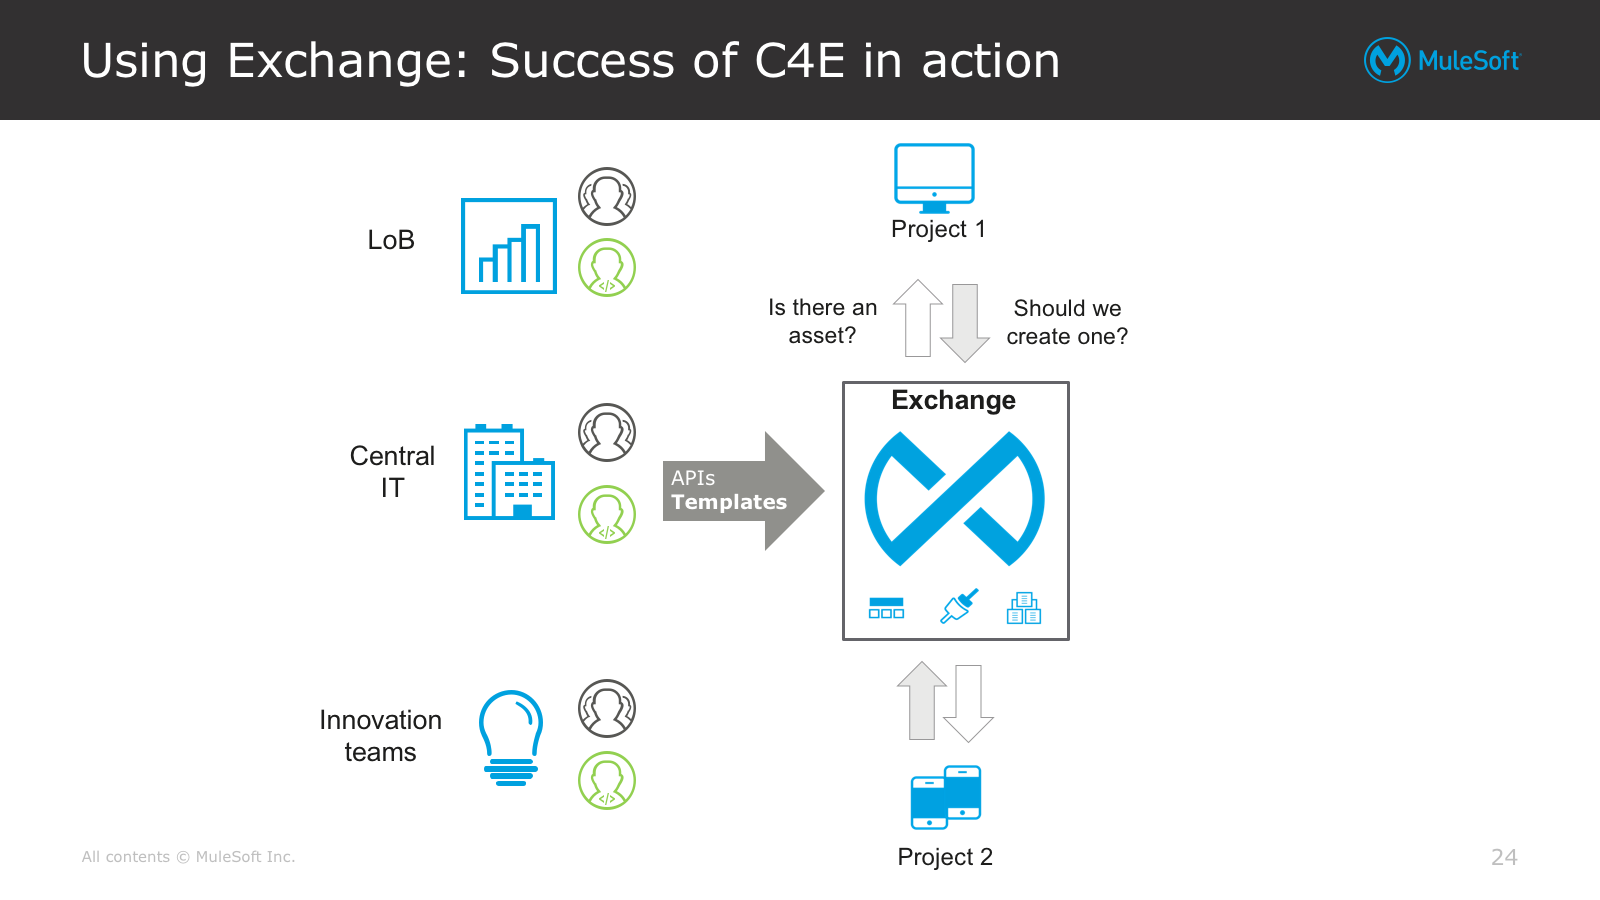 Using Exchange: Success of C4E in action
MuleSoft
LoB
Project 1
Is there an
asset?
Should we
create one?
Exchange
Central
IT
APIs
Templates
Innovation
teams
Project 2
All contents © MuleSoft Inc.
24